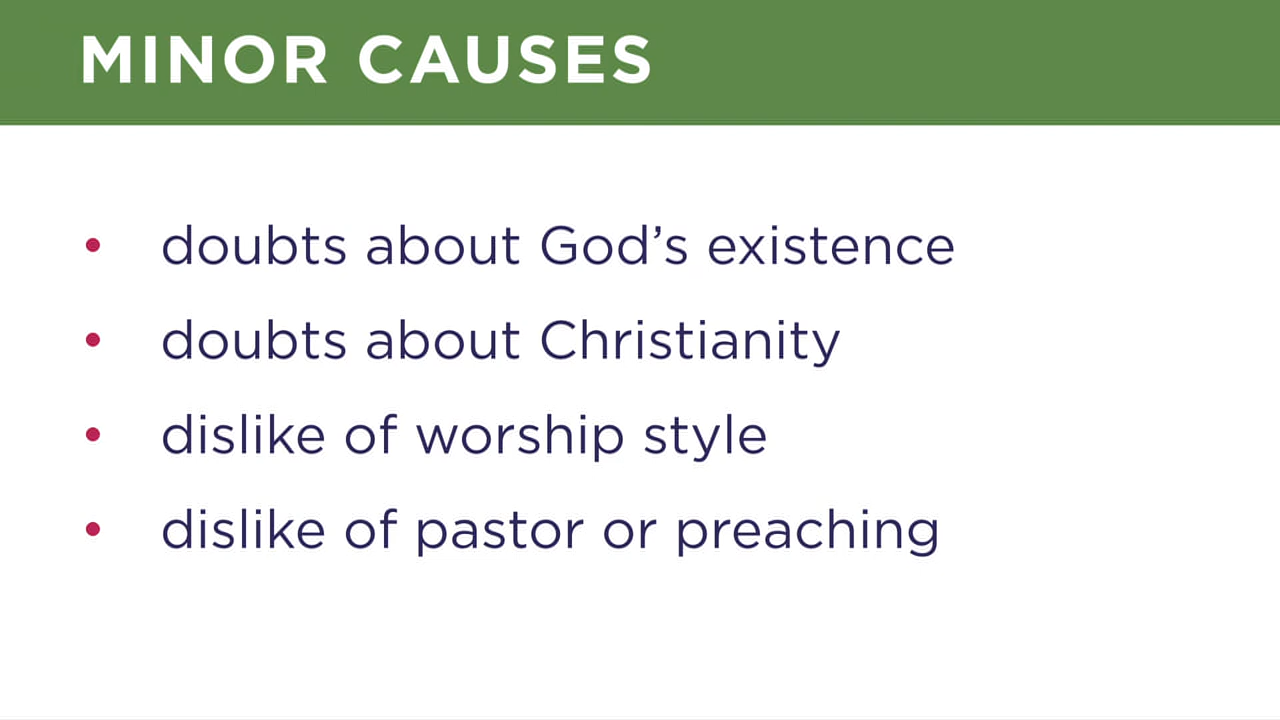 MINOR CAUSES
• doubts about God’s existence
• doubts about Christianity
• dislike of worship style
• dislike of pastor or preaching